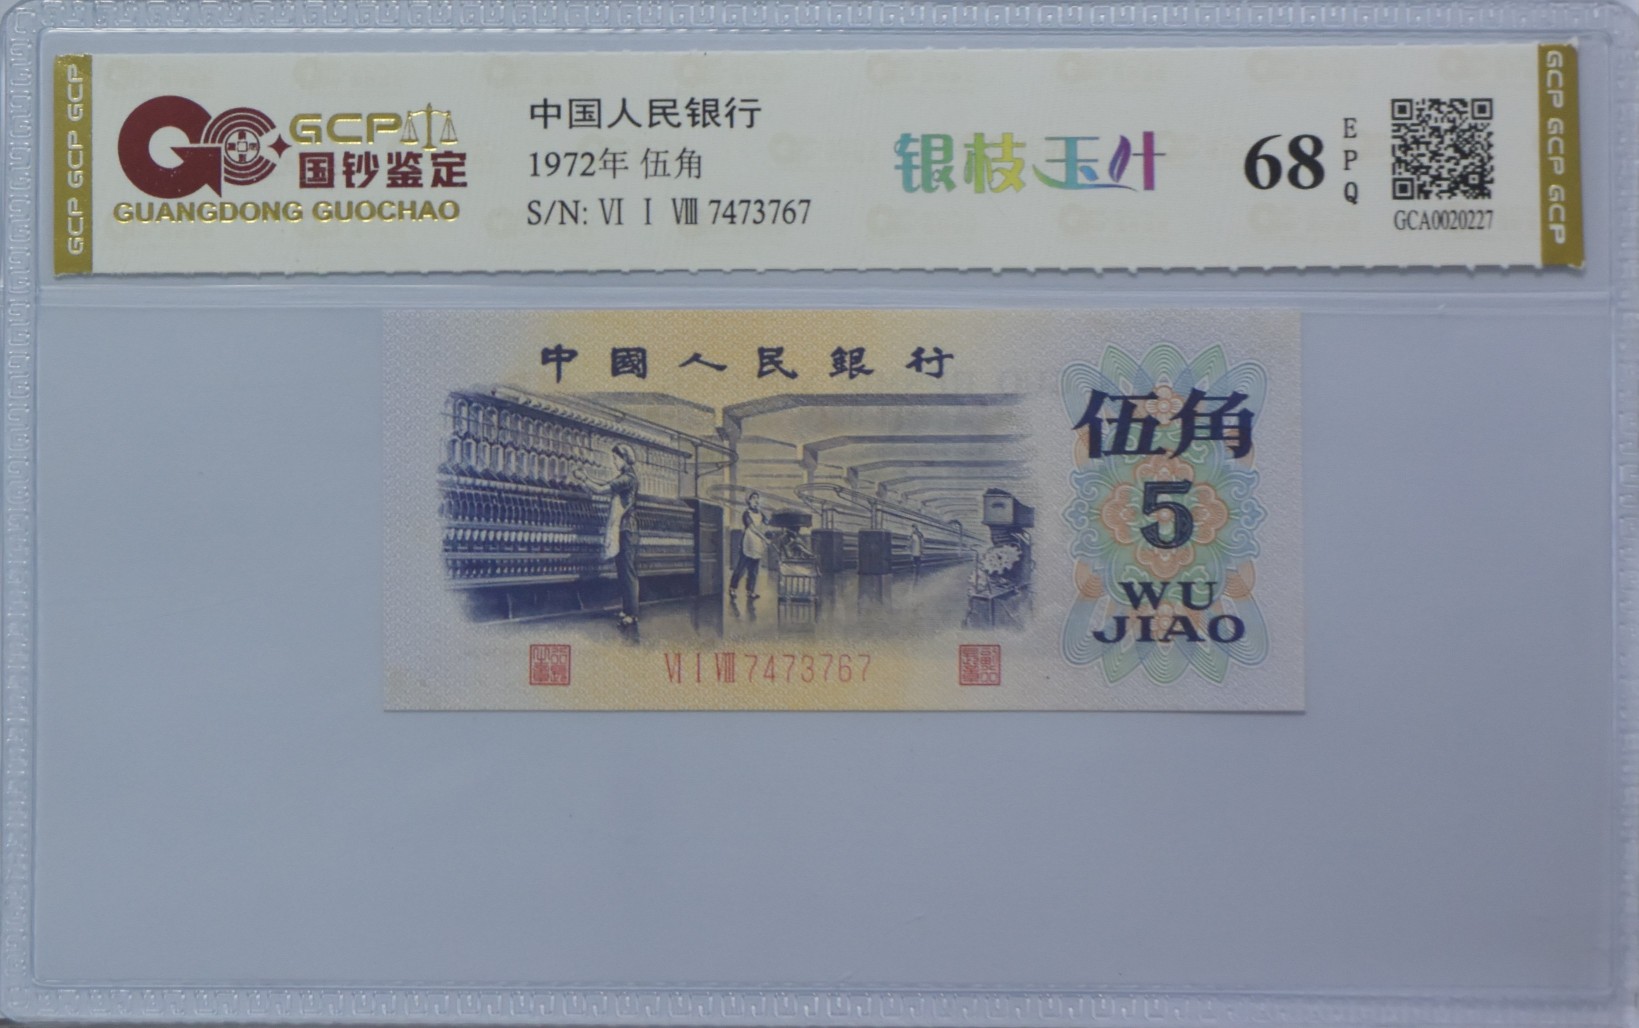 GCP GCP GCP
GCP
国钞鉴定
GUANGDONG GUOCHAO
中国人民银行
1972年 伍角
S/N: Ⅵ Ⅰ Ⅷ 7473767
银枝玉叶
68
EPQ
GCA0020227
GCP GCP GCP
中國人民銀行
伍角
5
WU
JIAO
Ⅵ Ⅰ Ⅷ 7473767